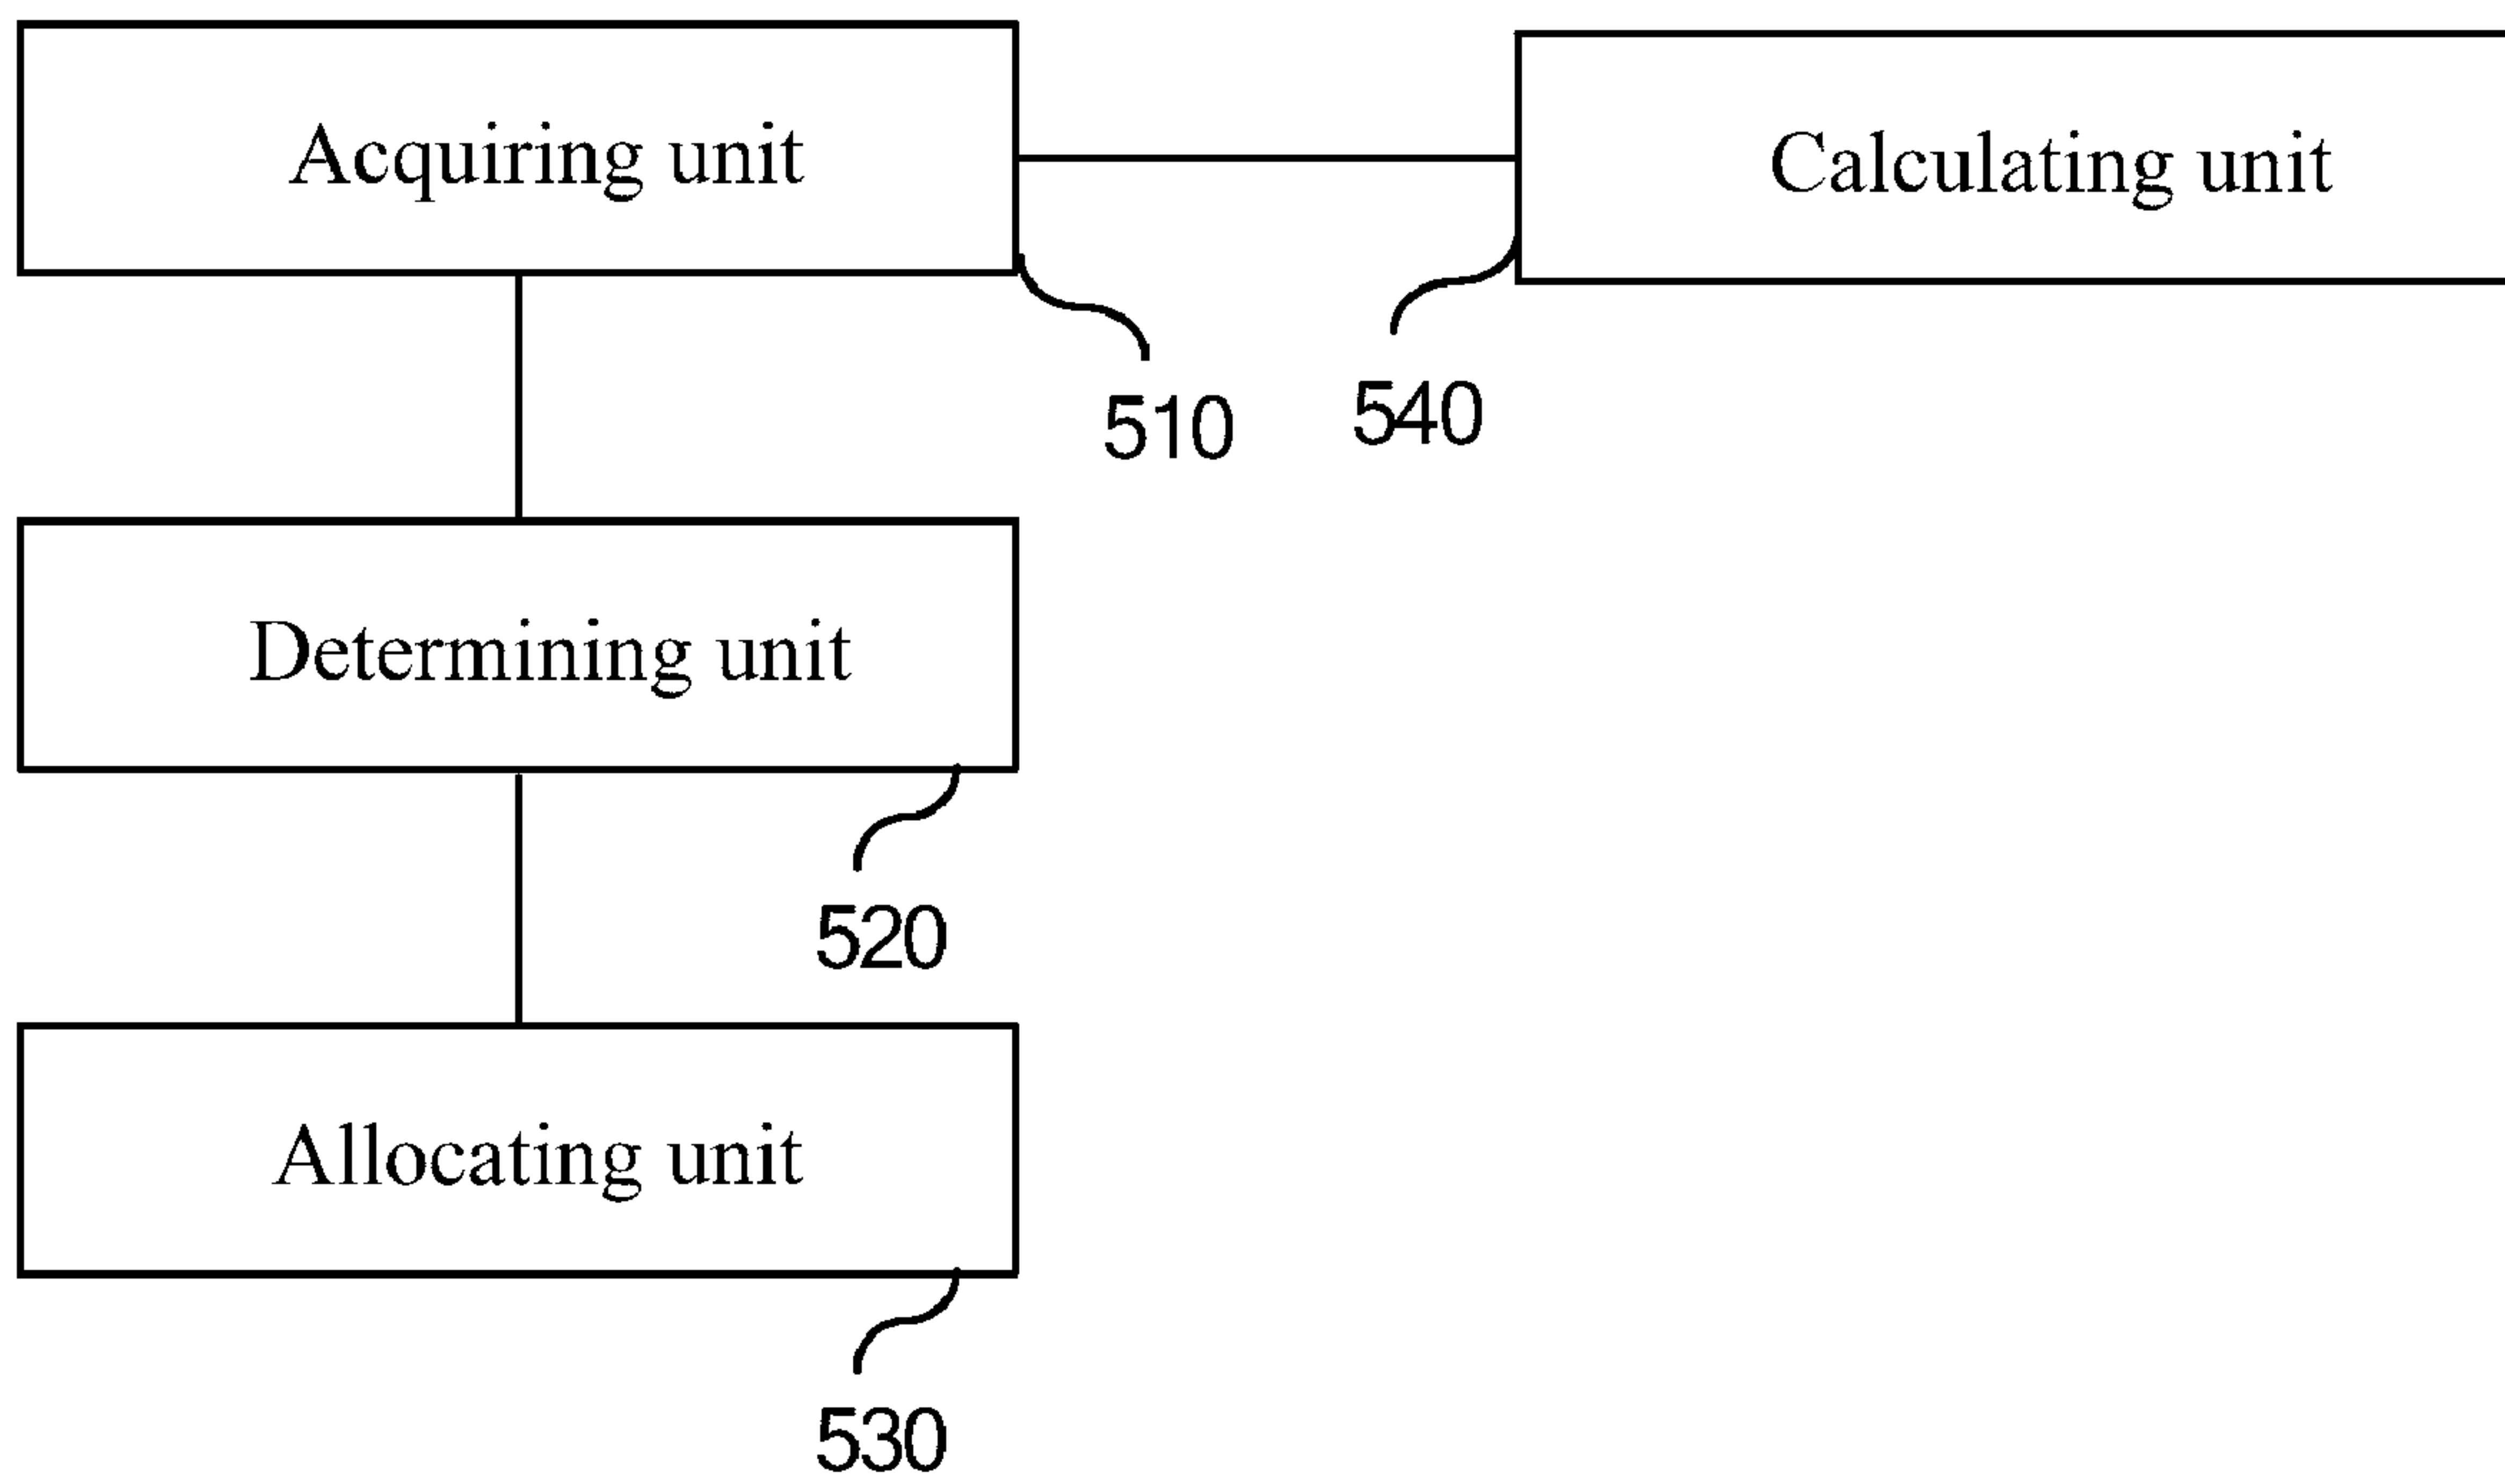 Acquiring unit
Calculating unit
510
540
Determining unit
520
Allocating unit
530